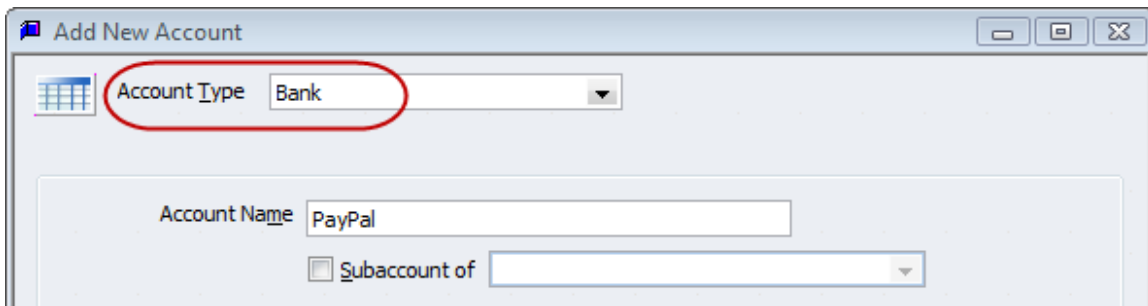 Add New Account
Account Type Bank
Account Name PayPal
Subaccount of